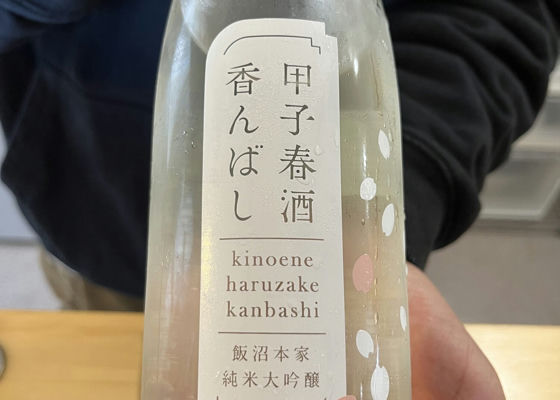 甲子春酒
香んばし
kinoene
haruzake
kanbashi
飯沼本家
純米大吟醸